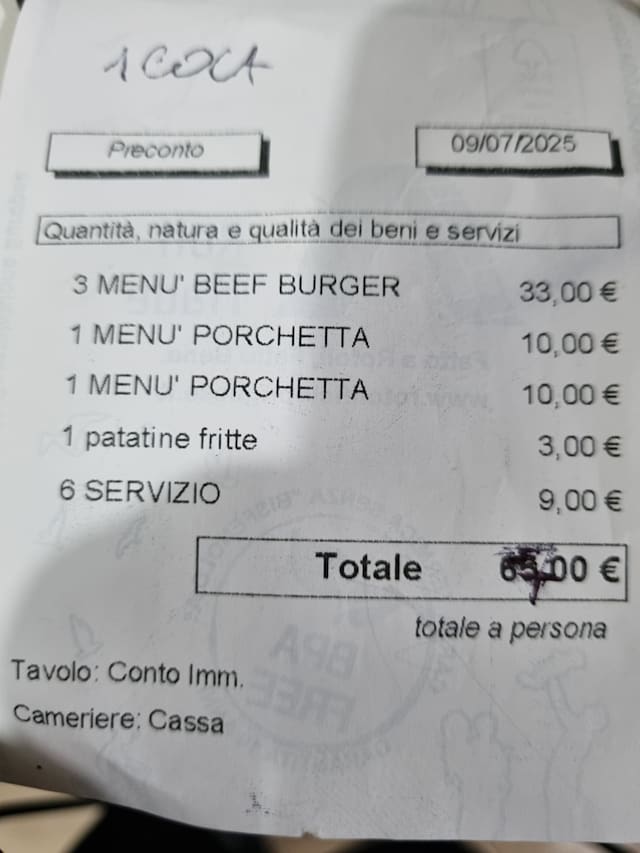 1 COCA
Preconto
09/07/2025
Quantità, natura e qualità dei beni e servizi
3 MENU' BEEF BURGER 33,00 €
1 MENU' PORCHETTA 10,00 €
1 MENU' PORCHETTA 10,00 €
1 patatine fritte 3,00 €
6 SERVIZIO 9,00 €
Totale €
totale a persona
Tavolo: Conto Imm.
Cameriere: Cassa